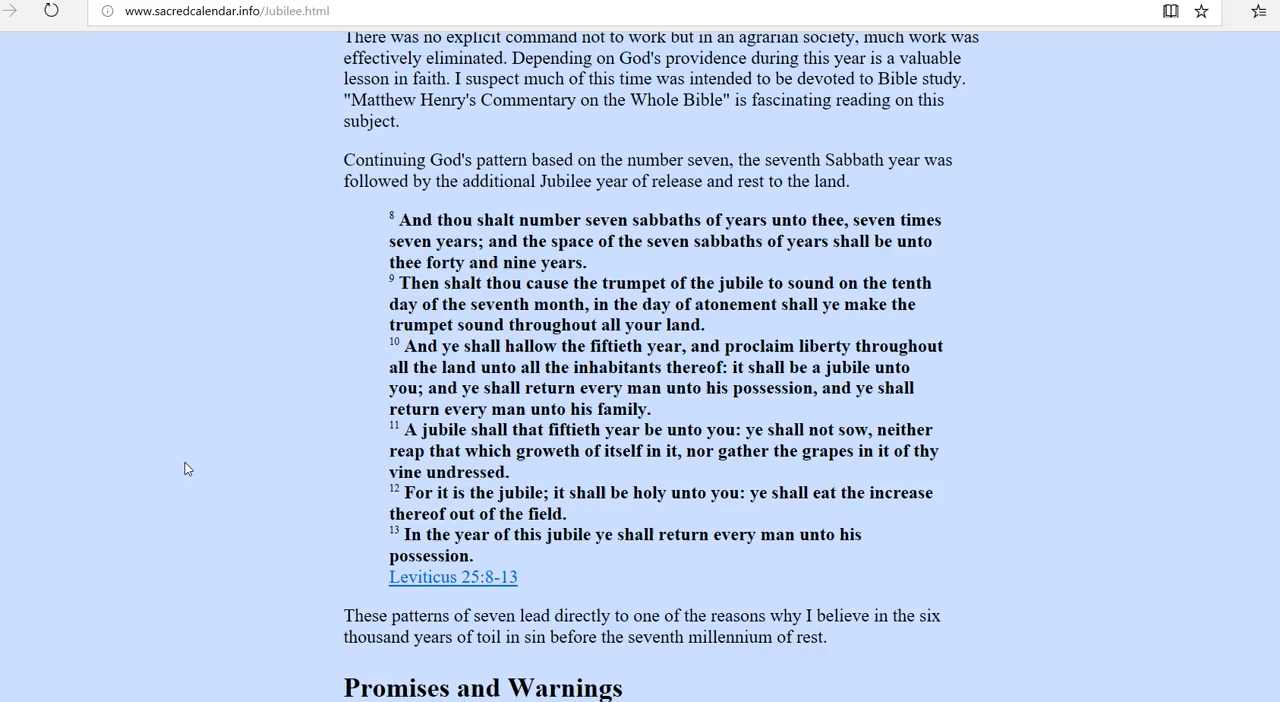 www.sacredcalendar.info/Jubilee.html
There was no explicit command not to work but in an agrarian society, much work was
effectively eliminated. Depending on God's providence during this year is a valuable
lesson in faith. I suspect much of this time was intended to be devoted to Bible study.
"Matthew Henry's Commentary on the Whole Bible" is fascinating reading on this
subject.
Continuing God's pattern based on the number seven, the seventh Sabbath year was
followed by the additional Jubilee year of release and rest to the land.
8 And thou shalt number seven sabbaths of years unto thee, seven times
seven years; and the space of the seven sabbaths of years shall be unto
thee forty and nine years.
9 Then shalt thou cause the trumpet of the jubile to sound on the tenth
day of the seventh month, in the day of atonement shall ye make the
trumpet sound throughout all your land.
10 And ye shall hallow the fiftieth year, and proclaim liberty throughout
all the land unto all the inhabitants thereof: it shall be a jubile unto
you; and ye shall return every man unto his possession, and ye shall
return every man unto his family.
11 A jubile shall that fiftieth year be unto you: ye shall not sow, neither
reap that which groweth of itself in it, nor gather the grapes in it of thy
vine undressed.
12 For it is the jubile; it shall be holy unto you: ye shall eat the increase
thereof out of the field.
13 In the year of this jubile ye shall return every man unto his
possession.
Leviticus 25:8-13
These patterns of seven lead directly to one of the reasons why I believe in the six
thousand years of toil in sin before the seventh millennium of rest.
Promises and Warnings